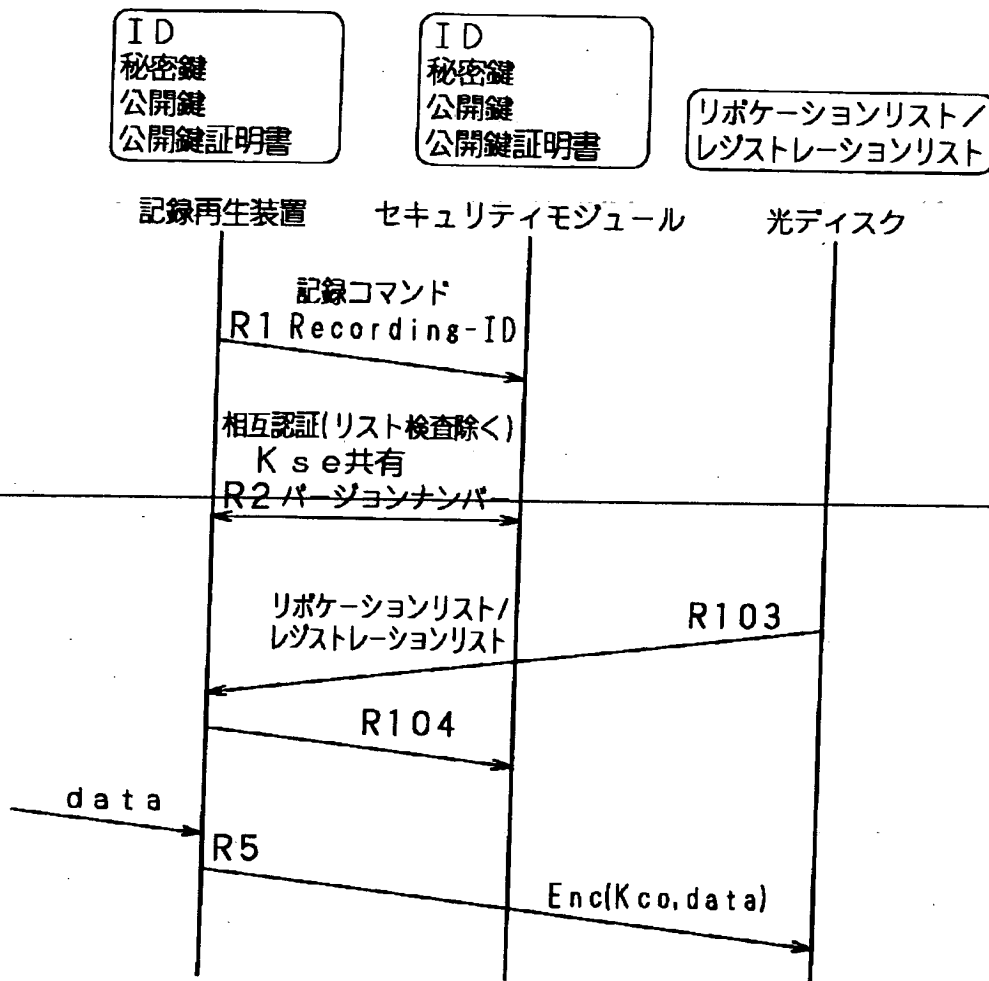 ID
秘密鍵
公開鍵
公開鍵証明書
ID
秘密鍵
公開鍵
公開鍵証明書
リボケーションリスト/
レジストレーションリスト
記録再生装置
セキュリティモジュール
光ディスク
記録コマンド
R1 Recording-ID
相互認証(リスト検査除く)
Kse共有
R2 バージョンナンバー
リボケーションリスト/
レジストレーションリスト
R103
R104
data
R5
Enc(Kco,data)